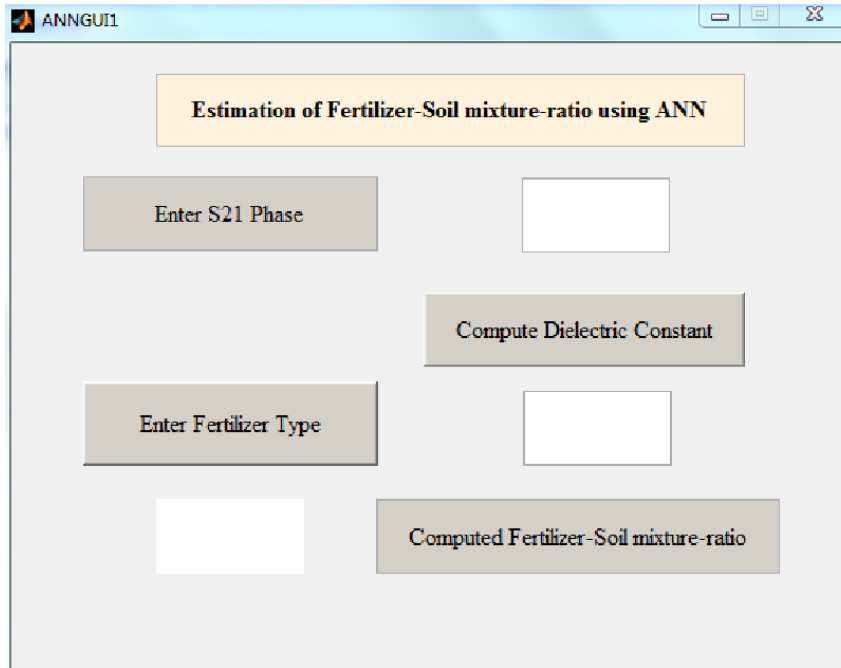 ANNGUI1
Estimation of Fertilizer-Soil mixture-ratio using ANN
Enter S21 Phase
Compute Dielectric Constant
Enter Fertilizer Type
Computed Fertilizer-Soil mixture-ratio